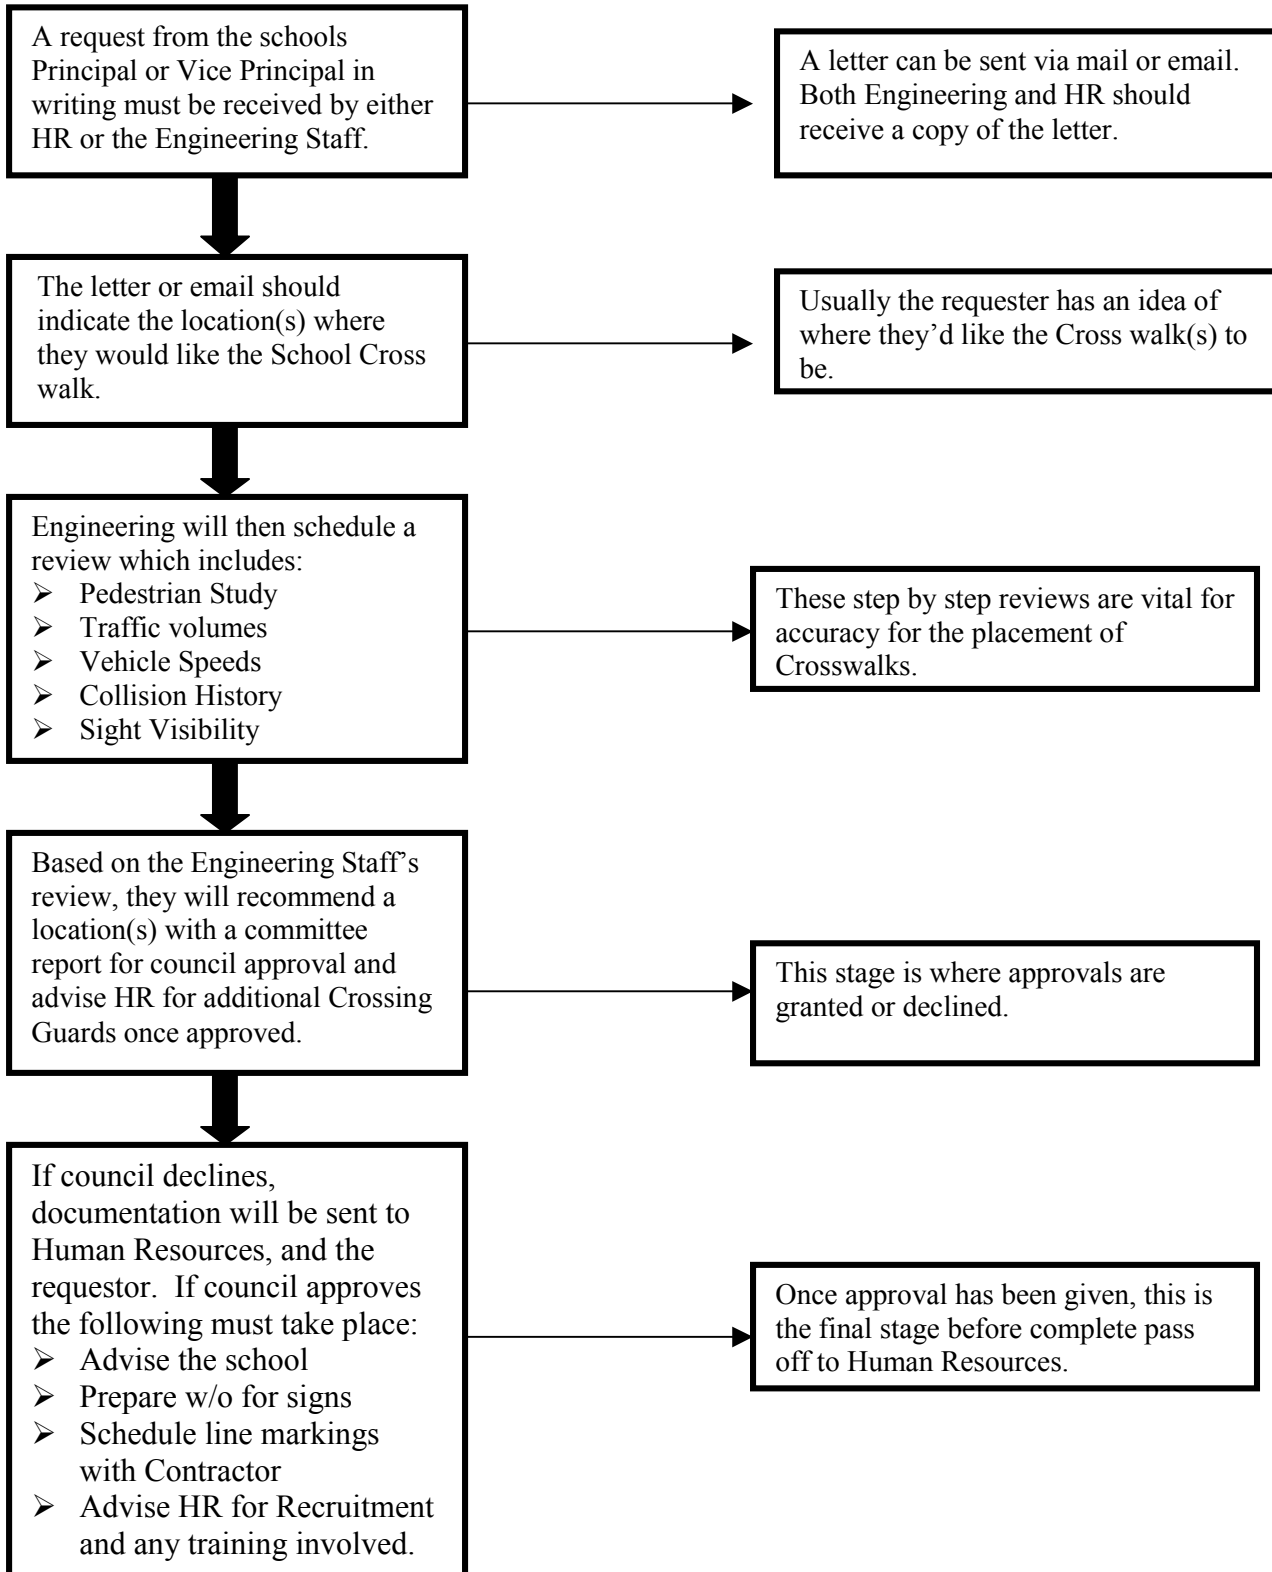 A request from the schools
Principal or Vice Principal in
writing must be received by either
HR or the Engineering Staff.
A letter can be sent via mail or email.
Both Engineering and HR should
receive a copy of the letter.
The letter or email should
indicate the location(s) where
they would like the School Cross
walk.
Usually the requester has an idea of
where they’d like the Cross walk(s) to
be.
Engineering will then schedule a
review which includes:
➢ Pedestrian Study
➢ Traffic volumes
➢ Vehicle Speeds
➢ Collision History
➢ Sight Visibility
These step by step reviews are vital for
accuracy for the placement of
Crosswalks.
Based on the Engineering Staff’s
review, they will recommend a
location(s) with a committee
report for council approval and
advise HR for additional Crossing
Guards once approved.
This stage is where approvals are
granted or declined.
If council declines,
documentation will be sent to
Human Resources, and the
requestor.  If council approves
the following must take place:
➢ Advise the school
➢ Prepare w/o for signs
➢ Schedule line markings
with Contractor
➢ Advise HR for Recruitment
and any training involved.
Once approval has been given, this is
the final stage before complete pass
off to Human Resources.